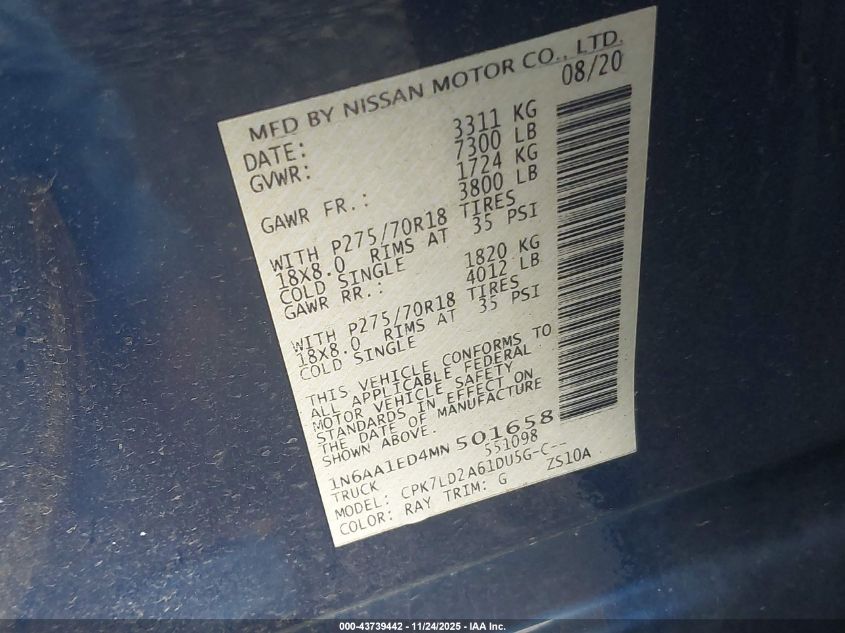 MFD BY NISSAN MOTOR CO., LTD.
DATE: 08/20
GVWR: 3311 KG
7300 LB
GAWR FR.: 1724 KG
3800 LB
WITH P275/70R18 TIRES
18X8.0 RIMS AT 35 PSI
COLD SINGLE
GAWR RR.: 1820 KG
4012 LB
WITH P275/70R18 TIRES
18X8.0 RIMS AT 35 PSI
COLD SINGLE
THIS VEHICLE CONFORMS TO
ALL APPLICABLE FEDERAL
MOTOR VEHICLE SAFETY
STANDARDS IN EFFECT ON
THE DATE OF MANUFACTURE
SHOWN ABOVE.
1N6AA1ED4MN501658
TRUCK 551098
MODEL: CPK7LD2A61DU5G-C--
COLOR: RAY TRIM: G ZS10A
000-43739442 - 11/24/2025 - IAA Inc.